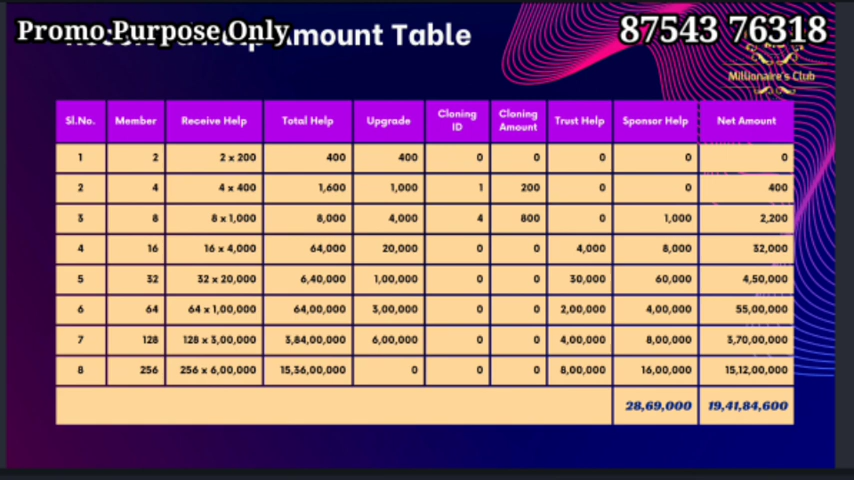 Promo Purpose Only
Amount Table
87543 76318
Millionaire's Club
Sl.No. Member Receive Help Total Help Upgrade Cloning ID Cloning Amount Trust Help Sponsor Help Net Amount
1 2 2 x 200 400 400 0 0 0 0 0
2 4 4 x 400 1,600 1,000 1 200 0 0 400
3 8 8 x 1,000 8,000 4,000 4 800 0 1,000 2,200
4 16 16 x 4,000 64,000 20,000 0 0 4,000 8,000 32,000
5 32 32 x 20,000 6,40,000 1,00,000 0 0 30,000 60,000 4,50,000
6 64 64 x 1,00,000 64,00,000 3,00,000 0 0 2,00,000 4,00,000 55,00,000
7 128 128 x 3,00,000 3,84,00,000 6,00,000 0 0 4,00,000 8,00,000 3,70,00,000
8 256 256 x 6,00,000 15,36,00,000 0 0 0 8,00,000 16,00,000 15,12,00,000
28,69,000 19,41,84,600